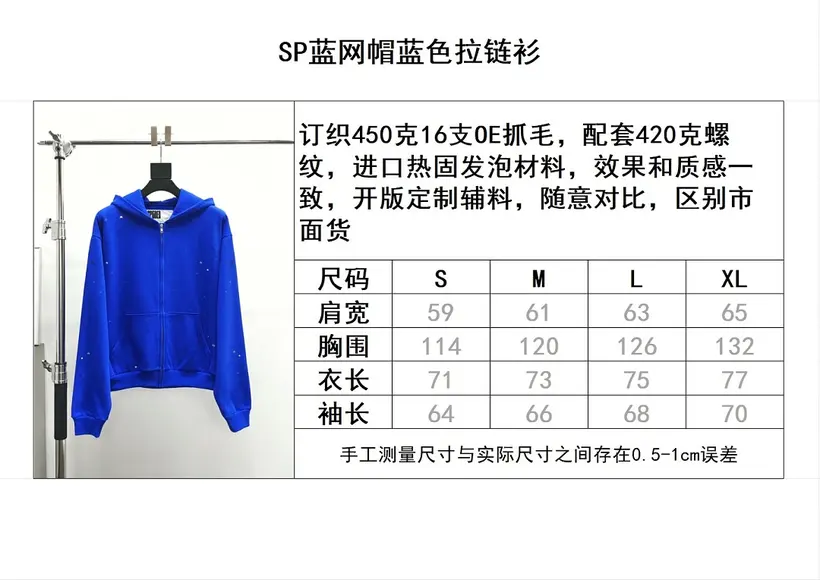 SP蓝网帽蓝色拉链衫
订织450克16支OE抓毛，配套420克螺
纹，进口热固发泡材料，效果和质感一
致，开版定制辅料，随意对比，区别市
面货
尺码 S M L XL
肩宽 59 61 63 65
胸围 114 120 126 132
衣长 71 73 75 77
袖长 64 66 68 70
手工测量尺寸与实际尺寸之间存在0.5-1cm误差